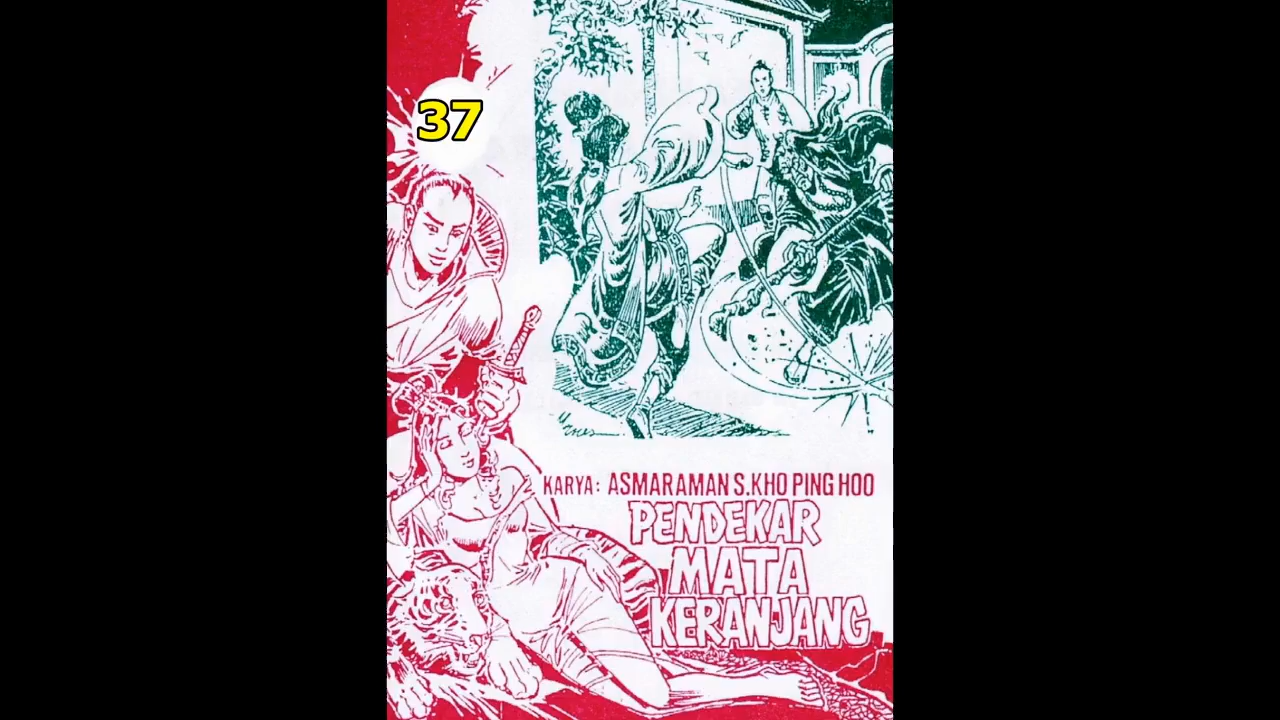 37
KARYA: ASMARAMAN S.KHO PING HOO
PENDEKAR
MATA
KERANJANG